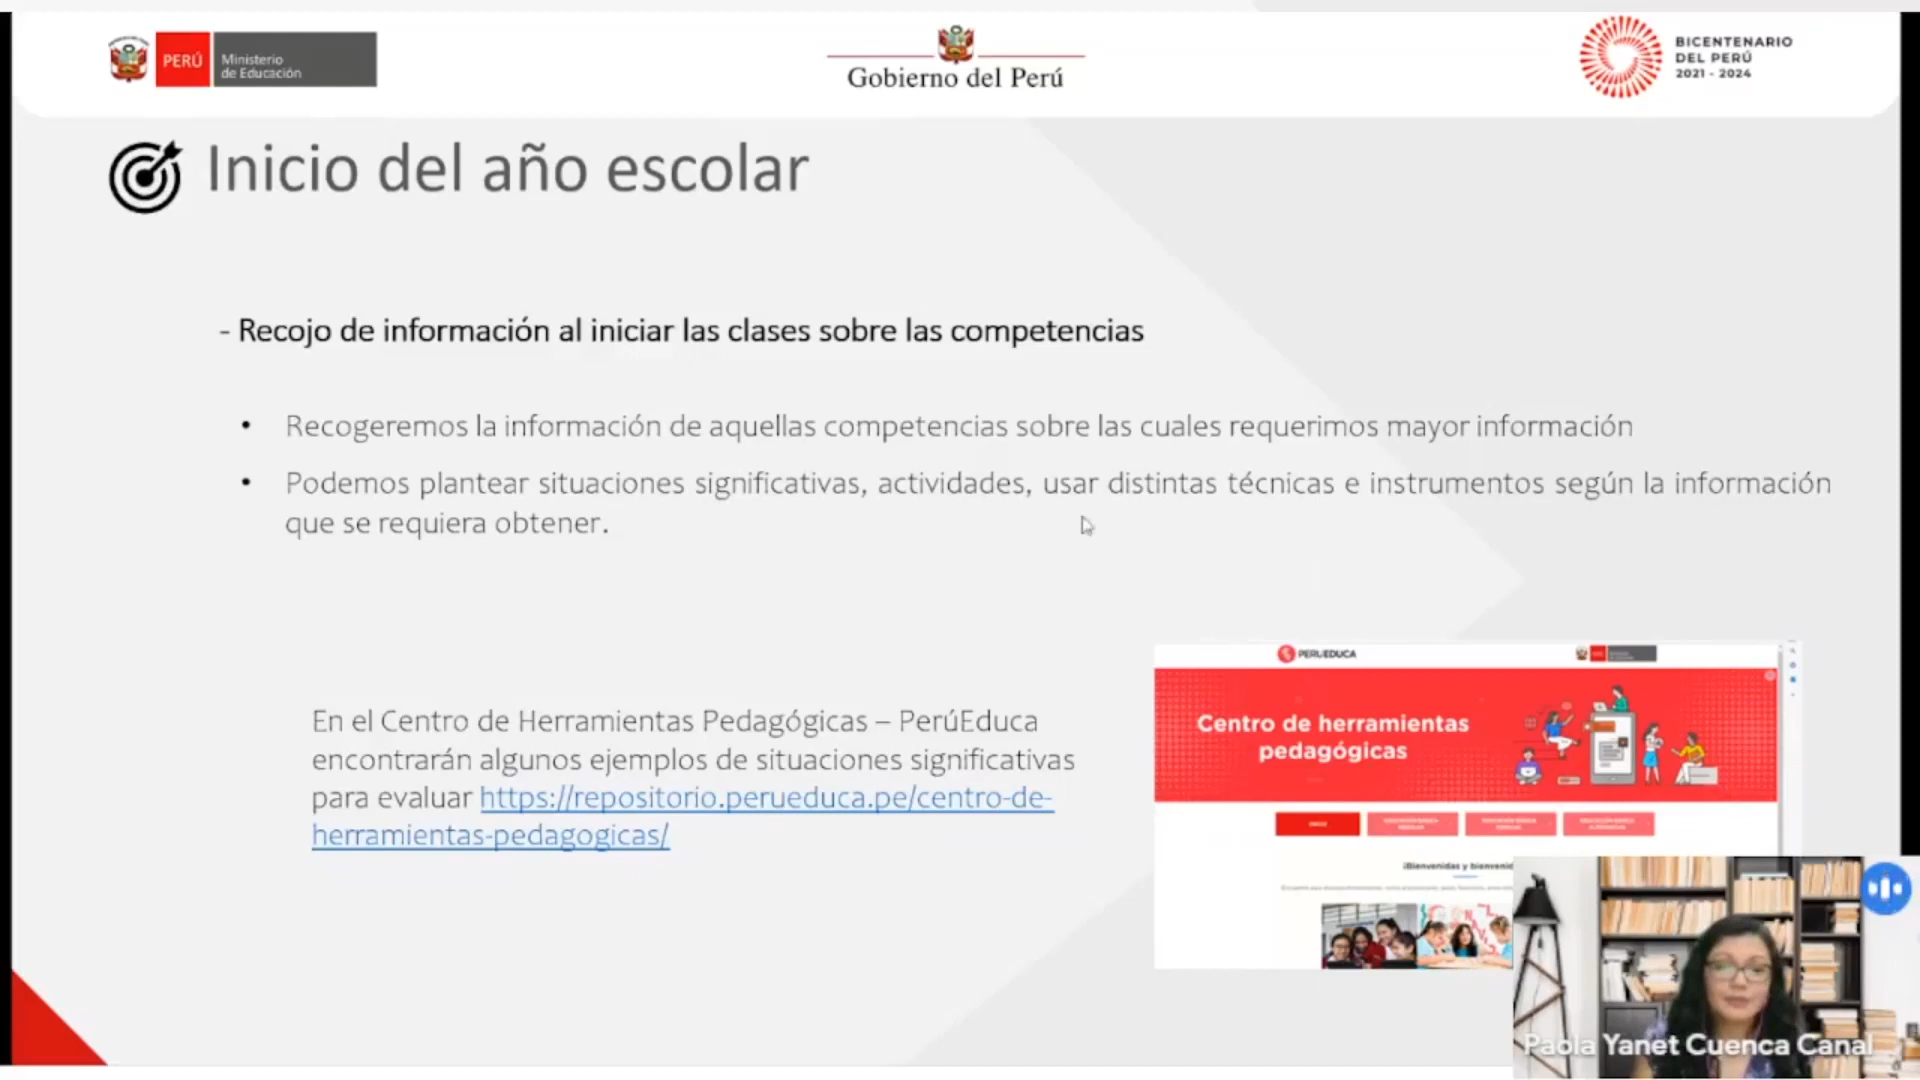 PERÚ
Ministerio
de Educación
Gobierno del Perú
BICENTENARIO
DEL PERÚ
2021 - 2024
Inicio del año escolar
- Recojo de información al iniciar las clases sobre las competencias
• Recogeremos la información de aquellas competencias sobre las cuales requerimos mayor información
• Podemos plantear situaciones significativas, actividades, usar distintas técnicas e instrumentos según la información
que se requiera obtener.
En el Centro de Herramientas Pedagógicas – PerúEduca
encontrarán algunos ejemplos de situaciones significativas
para evaluar https://repositorio.perueduca.pe/centro-de-
herramientas-pedagogicas/
PERUEDUCA
Centro de herramientas
pedagógicas
¡Bienvenidas y
Paola Yanet Cuenca Canal